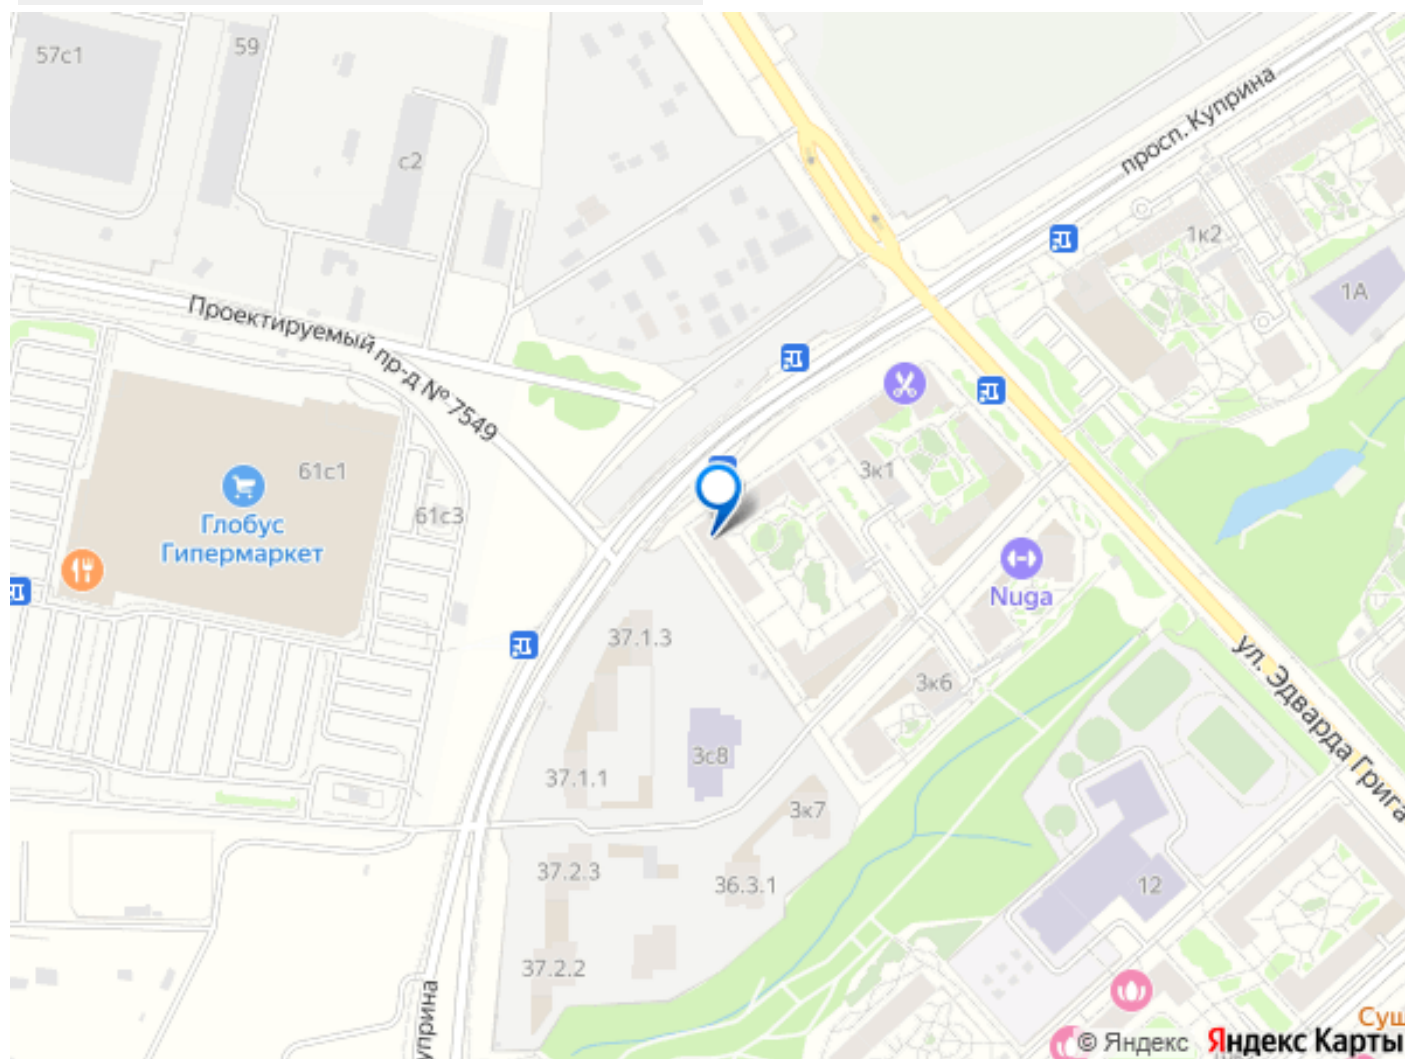 57с1
59
с2
просп. Куприна
1к2
1А
Проектируемый пр-д № 7549
61с1
61с3
Глобус
Гипермаркет
3к1
Nuga
37.1.3
3к6
ул. Эдварда Грига
3с8
37.1.1
3к7
37.2.3
36.3.1
12
37.2.2
уприна
Суш
© Яндекс Яндекс Карты